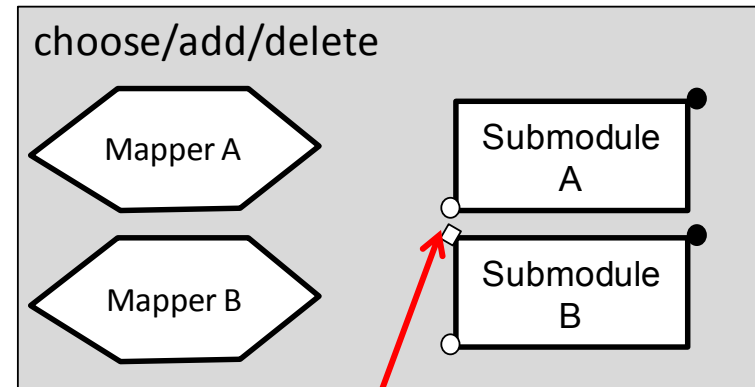 choose/add/delete
Mapper A
Submodule
A
Mapper B
Submodule
B